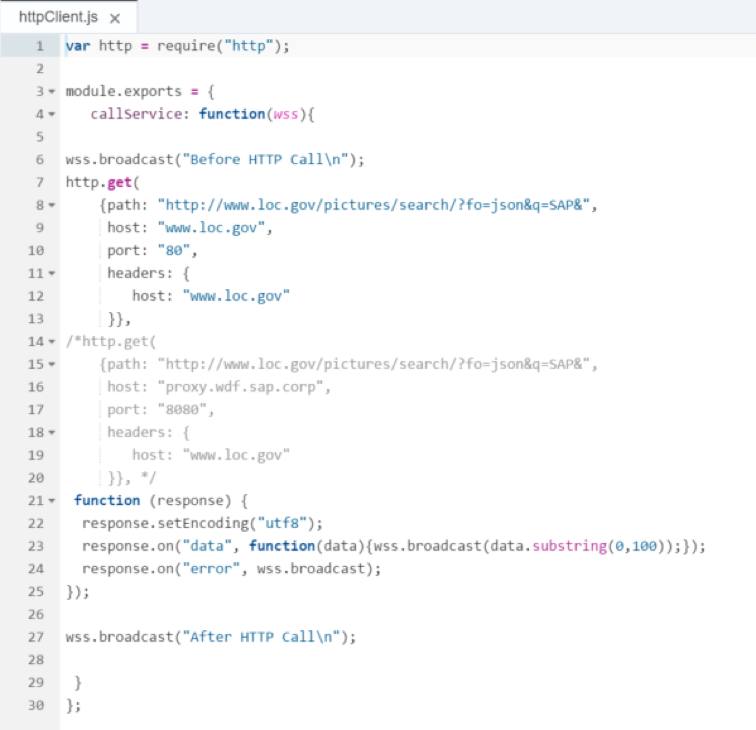 httpClient.js ×
1 var http = require("http");
2
3 module.exports = {
4 callService: function(wss){
5
6 wss.broadcast("Before HTTP Call\n");
7 http.get(
8 {path: "http://www.loc.gov/pictures/search/?fo=json&q=SAP&",
9 host: "www.loc.gov",
10 port: "80",
11 headers: {
12 host: "www.loc.gov"
13 }},
14 /*http.get(
15 {path: "http://www.loc.gov/pictures/search/?fo=json&q=SAP&",
16 host: "proxy.wdf.sap.corp",
17 port: "8080",
18 headers: {
19 host: "www.loc.gov"
20 }}, */
21 function (response) {
22 response.setEncoding("utf8");
23 response.on("data", function(data){wss.broadcast(data.substring(0,100));});
24 response.on("error", wss.broadcast);
25 });
26
27 wss.broadcast("After HTTP Call\n");
28
29 }
30 };